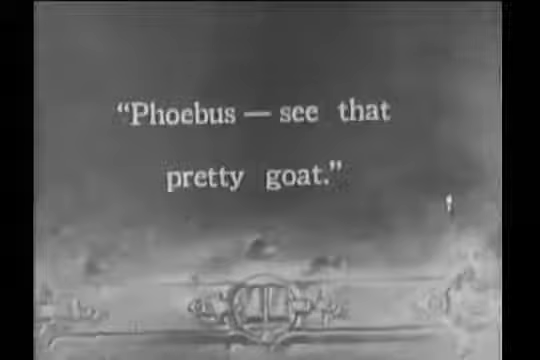 “Phoebus — see that
pretty goat.”